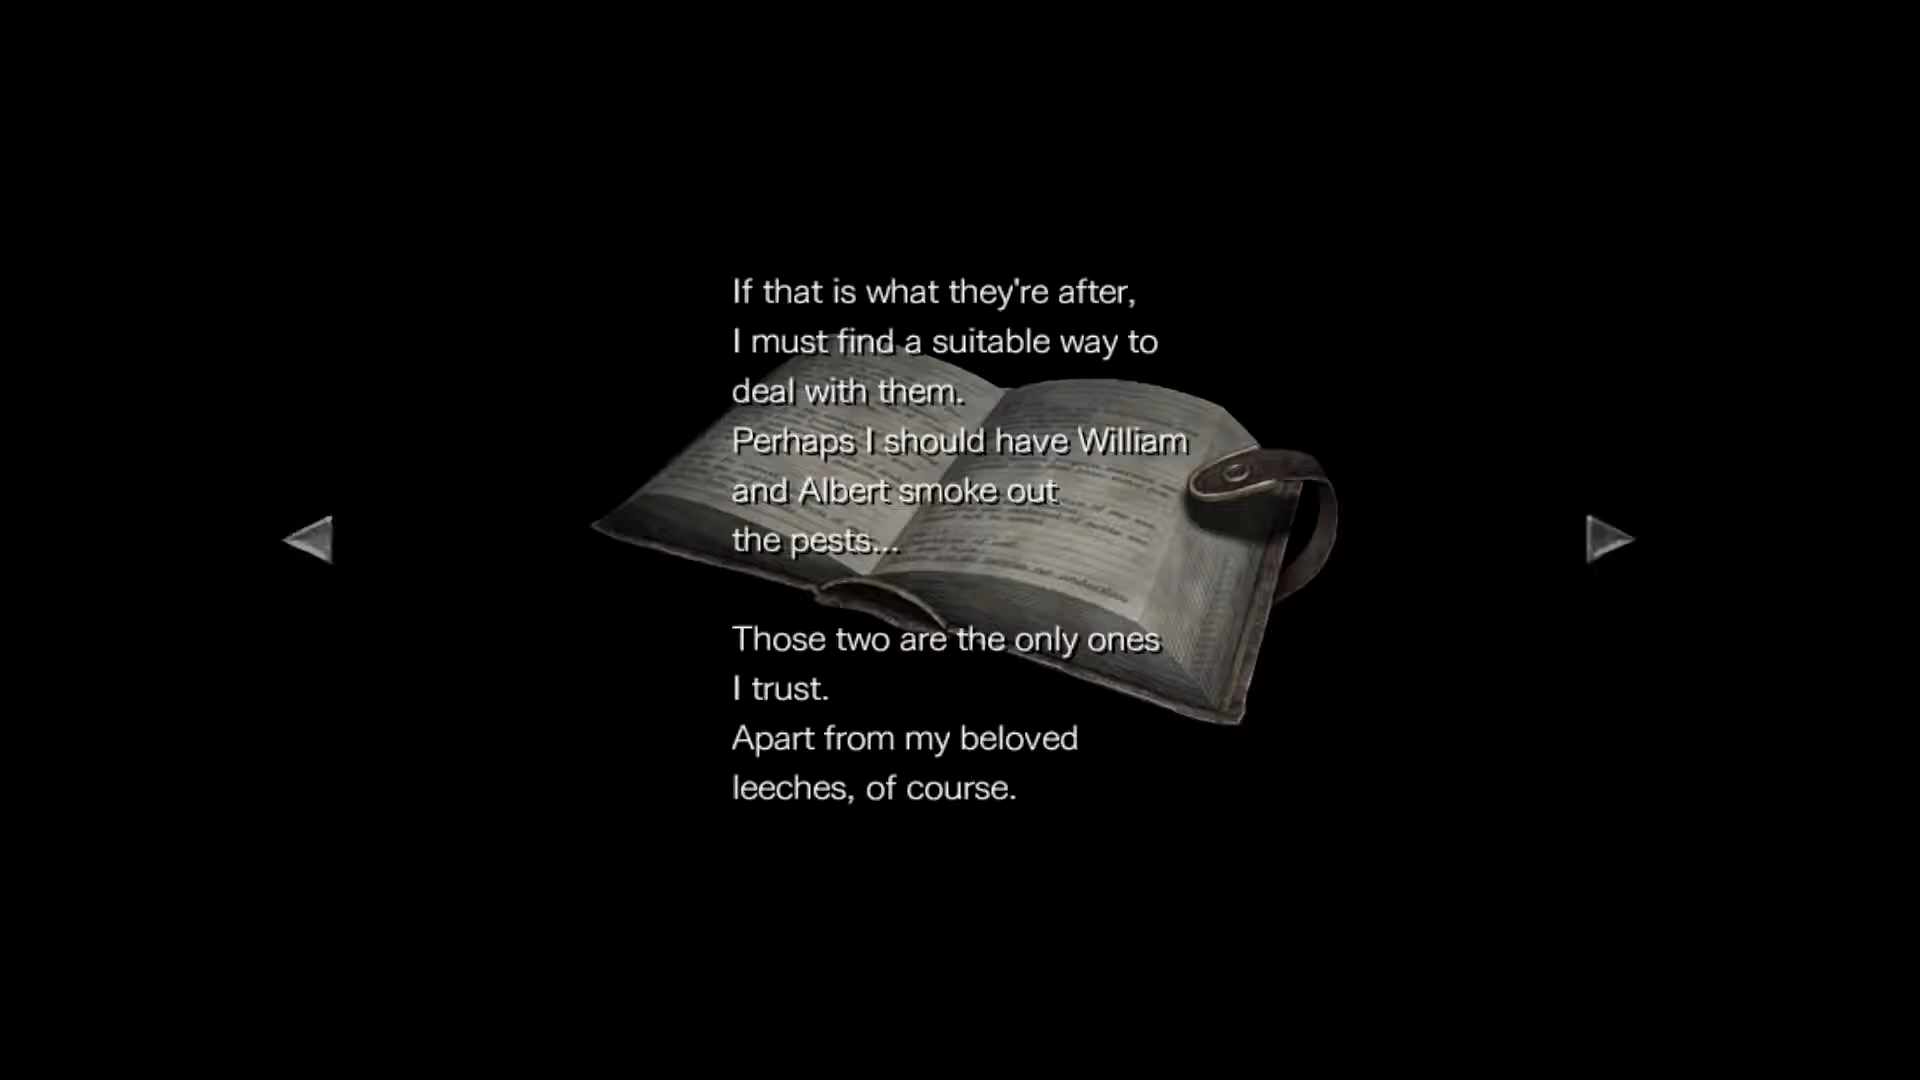 If that is what they're after,
I must find a suitable way to
deal with them.
Perhaps I should have William
and Albert smoke out
the pests...
Those two are the only ones
I trust.
Apart from my beloved
leeches, of course.